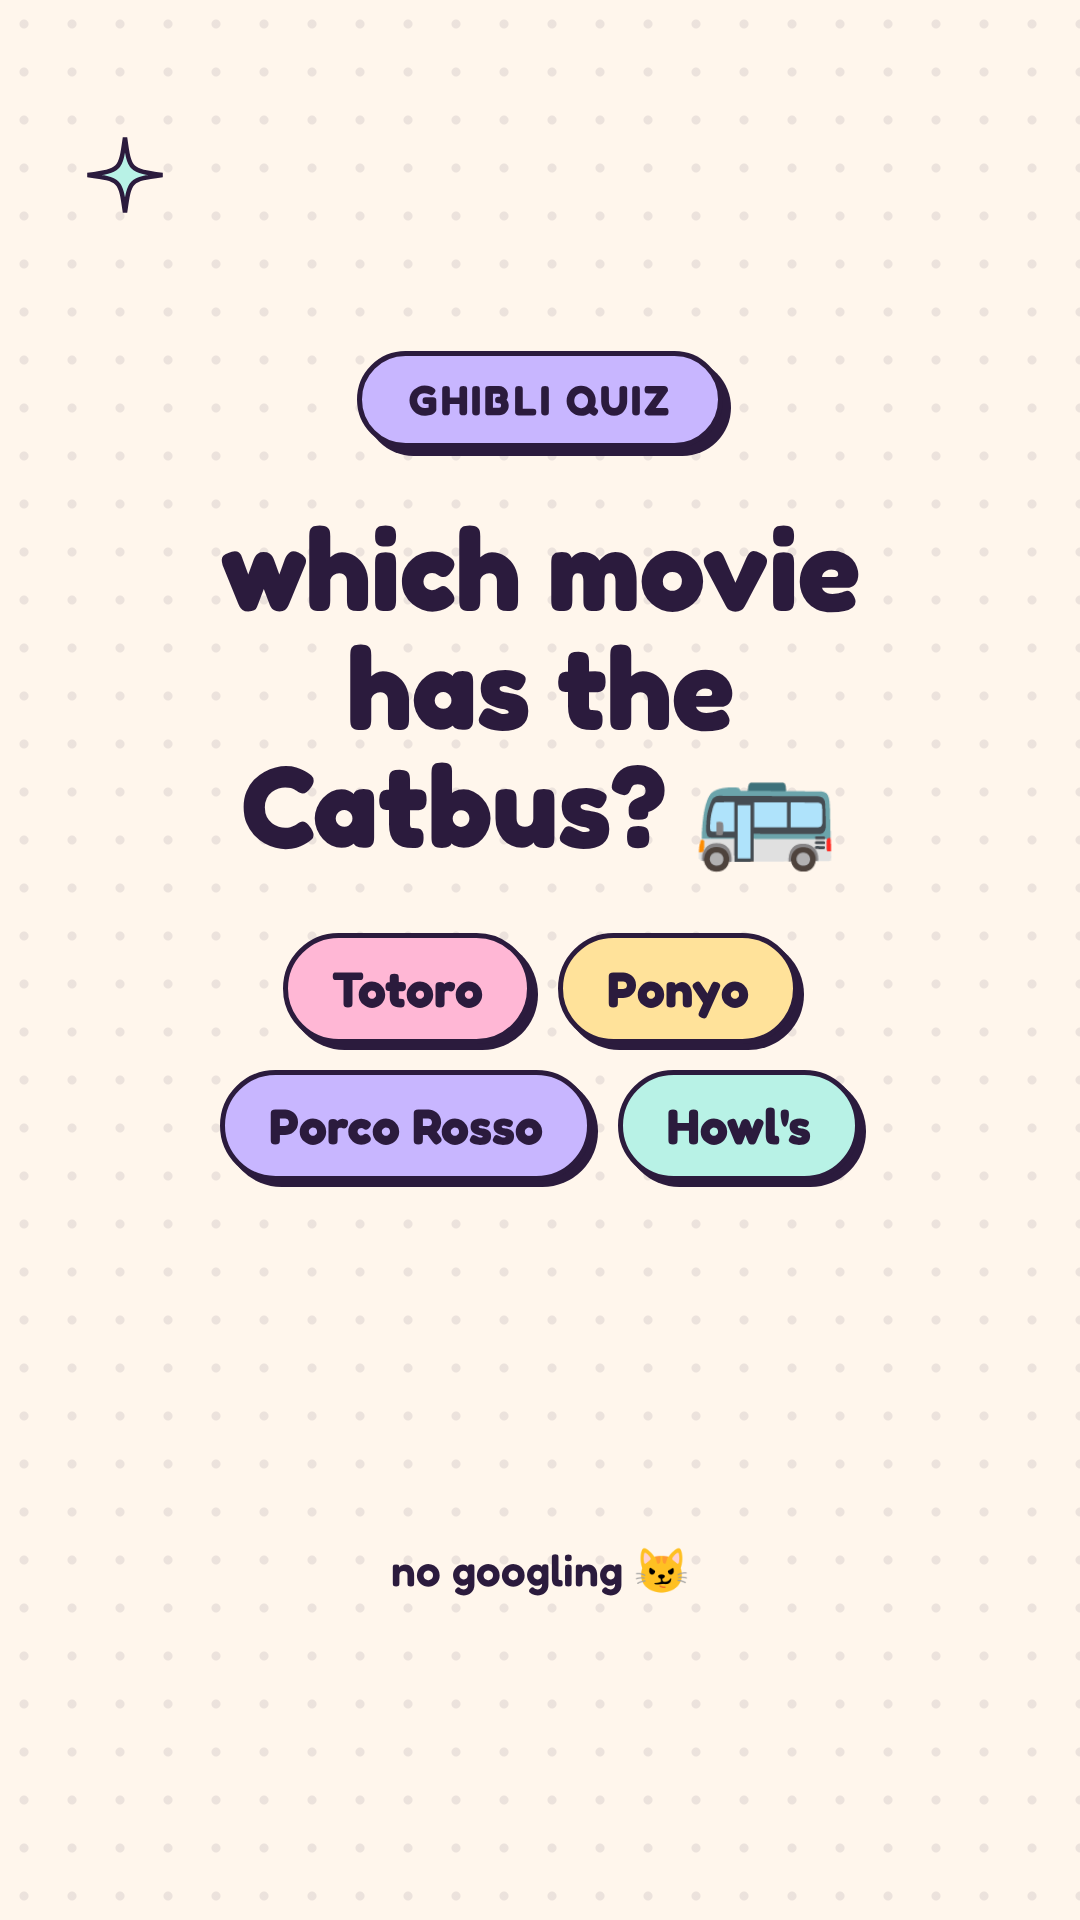 GHIBLI QUIZ
which movie
has the
Catbus? 🚌
Totoro
Ponyo
Porco Rosso
Howl's
no googling 😼